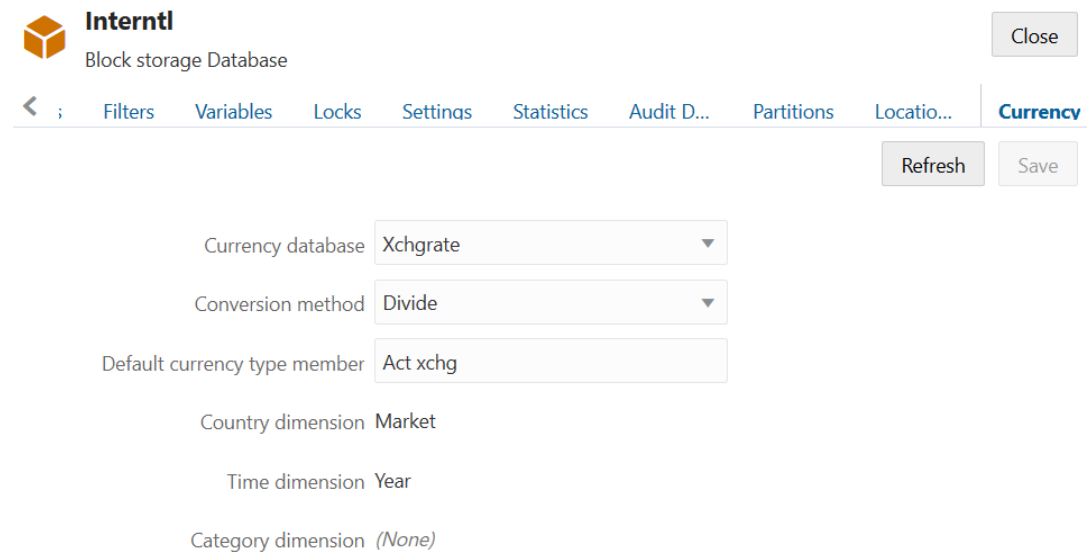 Interntl
Close
Block storage Database
s Filters Variables Locks Settings Statistics Audit D... Partitions Locatio... Currency
Refresh Save
Currency database Xchgrate
Conversion method Divide
Default currency type member Act xchg
Country dimension Market
Time dimension Year
Category dimension (None)